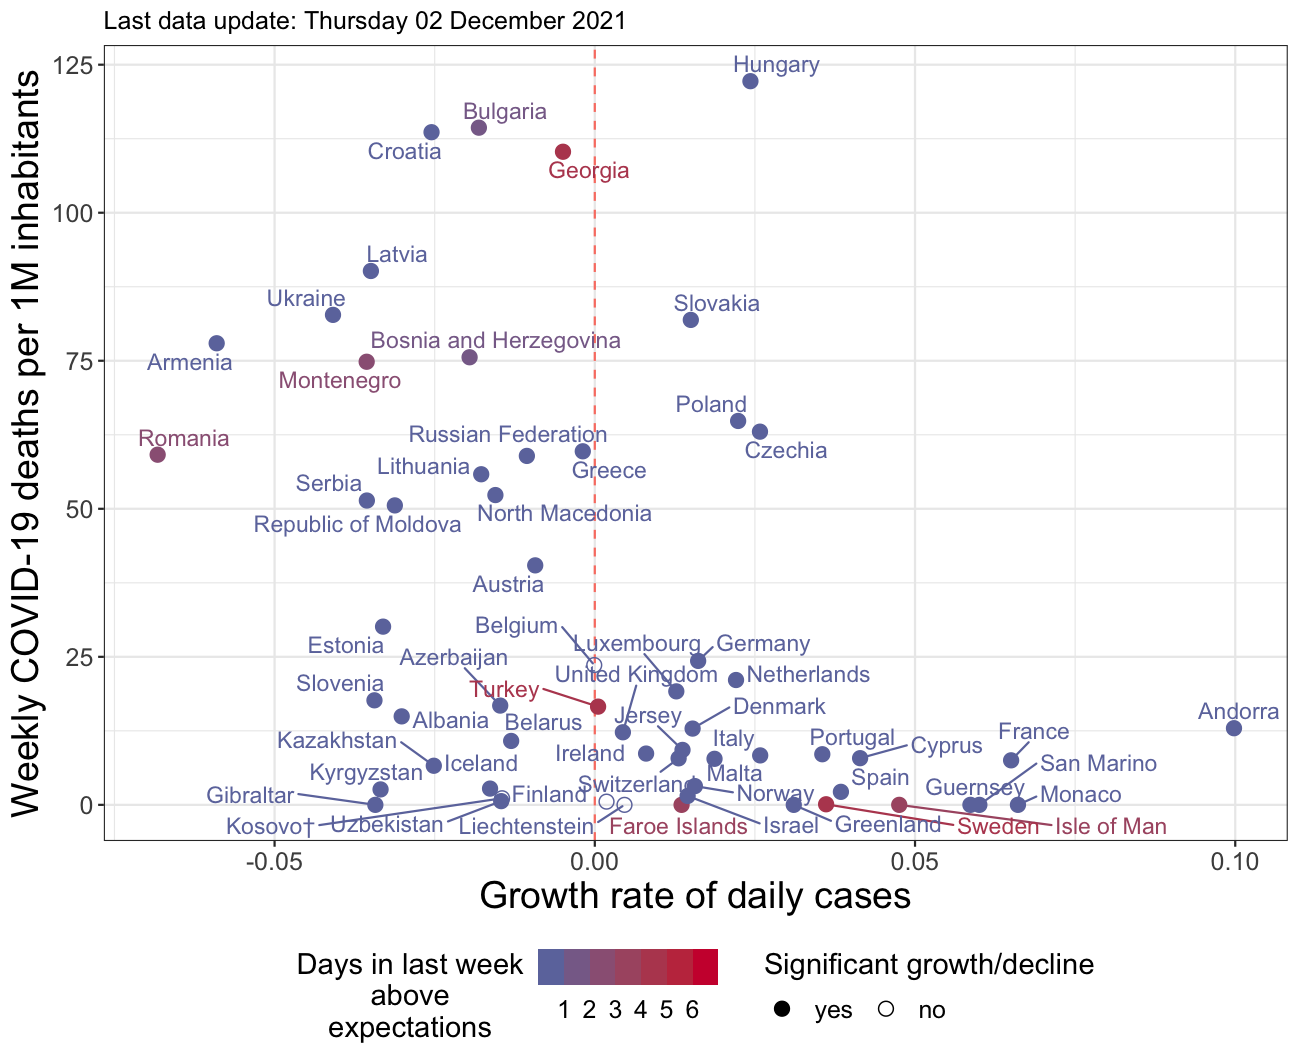 Last data update: Thursday 02 December 2021
Weekly COVID-19 deaths per 1M inhabitants
125
100
75
50
25
0
Hungary
Bulgaria
Croatia
Georgia
Latvia
Ukraine
Slovakia
Bosnia and Herzegovina
Armenia
Montenegro
Poland
Romania
Russian Federation
Czechia
Lithuania
Greece
Serbia
North Macedonia
Republic of Moldova
Austria
Belgium
Estonia
Luxembourg
Germany
Azerbaijan
United Kingdom
Netherlands
Slovenia
Turkey
Denmark
Andorra
Jersey
Albania
Belarus
France
Kazakhstan
Ireland
Italy
Portugal
Cyprus
Iceland
San Marino
Kyrgyzstan
Malta
Spain
Switzerland
Guernsey
Gibraltar
Finland
Norway
Monaco
Kosovo†
Uzbekistan
Liechtenstein
Faroe Islands
Israel
Greenland
Sweden
Isle of Man
-0.05
0.00
0.05
0.10
Growth rate of daily cases
Days in last week
above
expectations
1 2 3 4 5 6
Significant growth/decline
yes
no